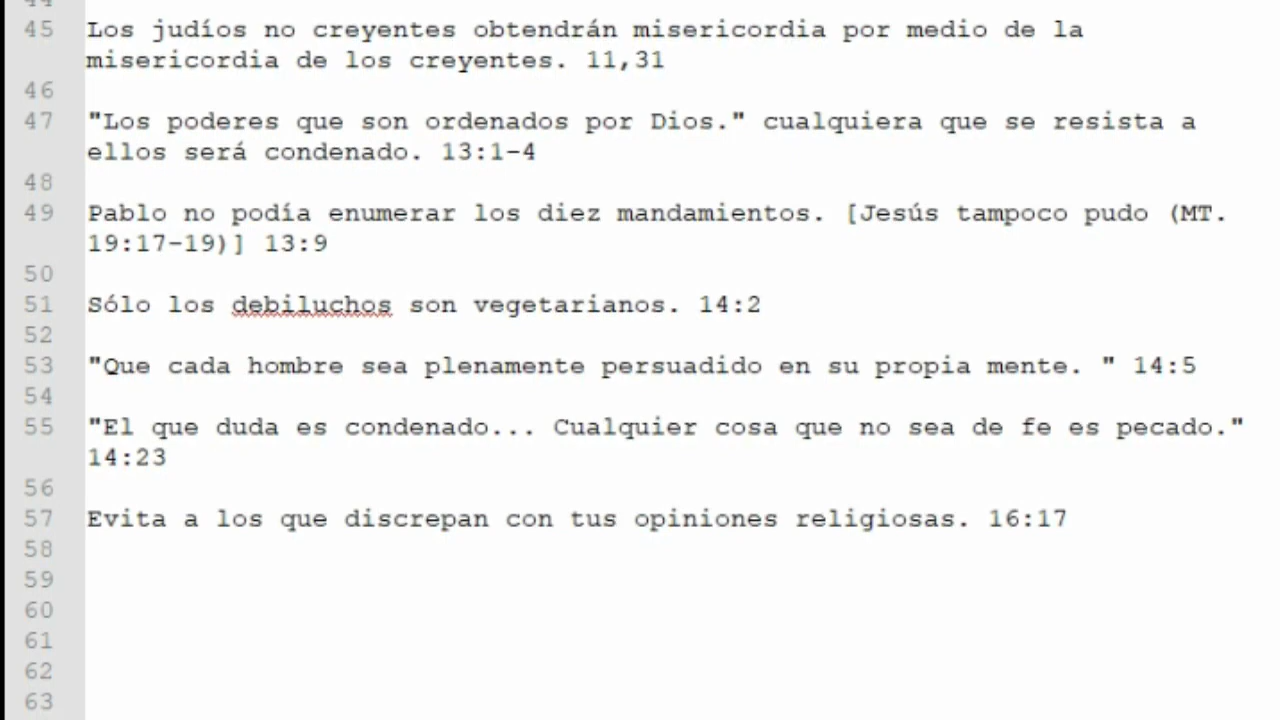 44
45 Los judíos no creyentes obtendrán misericordia por medio de la
misericordia de los creyentes. 11,31
46
47 "Los poderes que son ordenados por Dios." cualquiera que se resista a
ellos será condenado. 13:1-4
48
49 Pablo no podía enumerar los diez mandamientos. [Jesús tampoco pudo (MT.
19:17-19)] 13:9
50
51 Sólo los debiluchos son vegetarianos. 14:2
52
53 "Que cada hombre sea plenamente persuadido en su propia mente. " 14:5
54
55 "El que duda es condenado... Cualquier cosa que no sea de fe es pecado."
14:23
56
57 Evita a los que discrepan con tus opiniones religiosas. 16:17
58
59
60
61
62
63